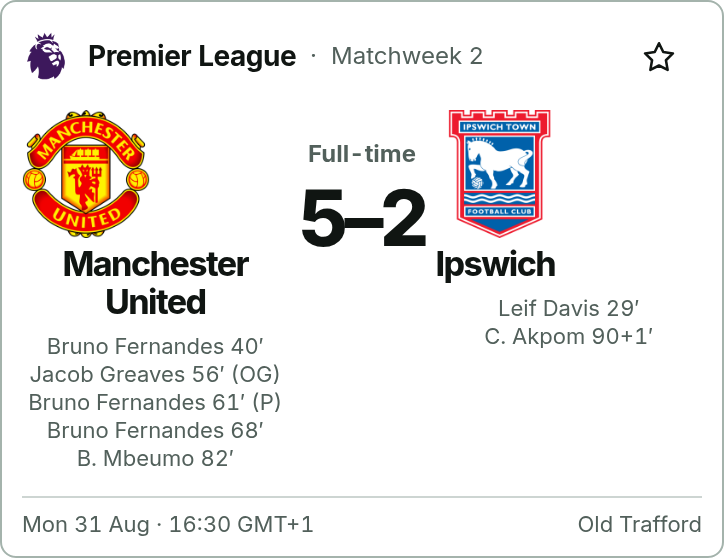 Premier League · Matchweek 2
MANCHESTER
UNITED
IPSWICH TOWN
FOOTBALL CLUB
Full-time
5–2
Manchester
United
Ipswich
Bruno Fernandes 40′
Jacob Greaves 56′ (OG)
Bruno Fernandes 61′ (P)
Bruno Fernandes 68′
B. Mbeumo 82′
Leif Davis 29′
C. Akpom 90+1′
Mon 31 Aug · 16:30 GMT+1
Old Trafford